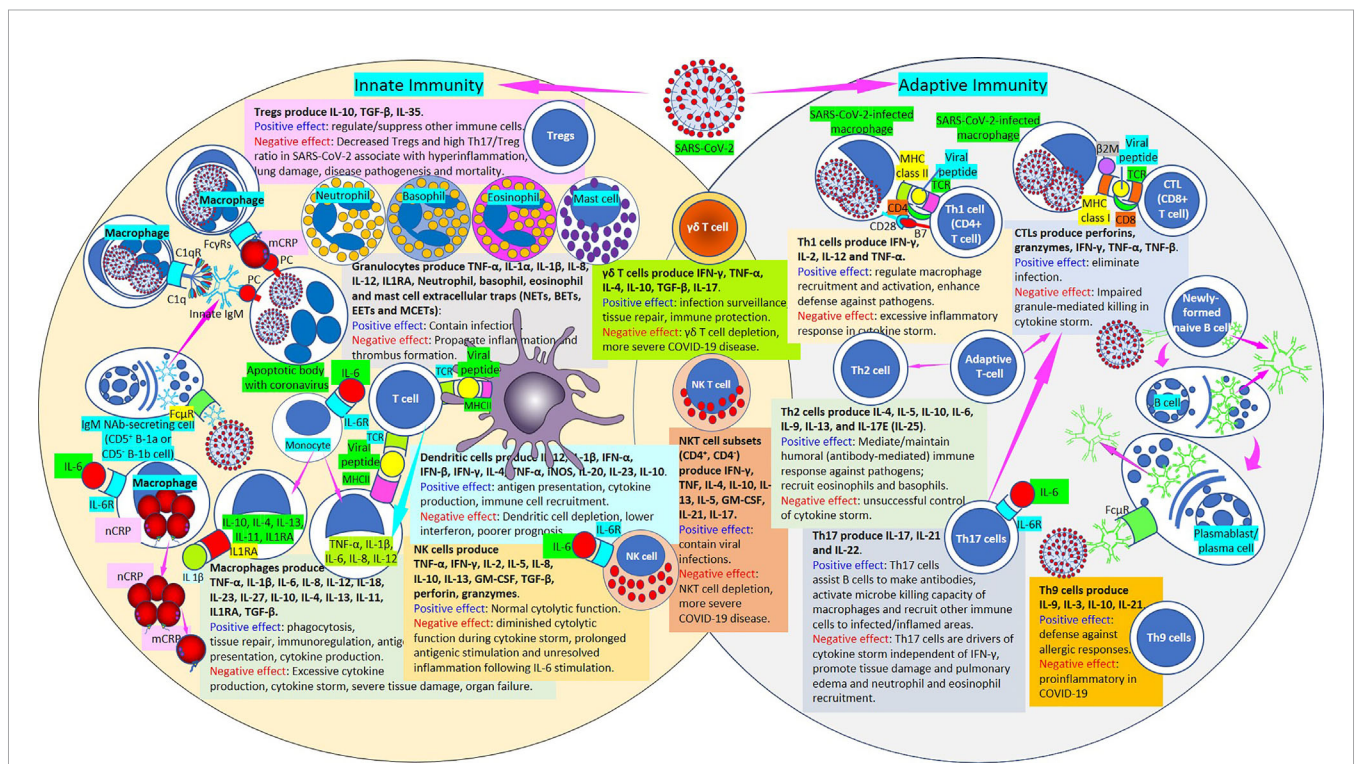 Innate Immunity
Adaptive Immunity
SARS-CoV-2
Tregs produce IL-10, TGF-β, IL-35.
Positive effect: regulate/suppress other immune cells.
Negative effect: Decreased Tregs and high Th17/Treg
ratio in SARS-CoV-2 associate with hyperinflammation,
lung damage, disease pathogenesis and mortality.
Tregs
Macrophage
FcγRs
mCRP
PC
Macrophage
C1qR
C1q
PC
Innate IgM
Neutrophil
Basophil
Eosinophil
Mast cell
Granulocytes produce TNF-α, IL-1α, IL-1β, IL-8,
IL-12, IL1RA, Neutrophil, basophil, eosinophil
and mast cell extracellular traps (NETs, BETs,
EETs and MCETs):
Positive effect: Contain infection.
Negative effect: Propagate inflammation and
thrombus formation.
Apoptotic body
with coronavirus
IL-6
IL-6R
T cell
TCR
Viral
peptide
MHCII
Monocyte
TCR
Viral
peptide
MHCII
FcμR
IgM NAb-secreting cell
(CD5⁺ B-1a or
CD5⁻ B-1b cell)
IL-6
IL-6R
Macrophage
nCRP
nCRP
mCRP
IL-10, IL-4, IL-13,
IL-11, IL1RA
IL1RA
IL 1β
TNF-α, IL-1β,
IL-6, IL-8, IL-12
Macrophages produce
TNF-α, IL-1β, IL-6, IL-8, IL-12, IL-18,
IL-23, IL-27, IL-10, IL-4, IL-13, IL-11,
IL1RA, TGF-β.
Positive effect: phagocytosis,
tissue repair, immunoregulation, antige
presentation, cytokine production.
Negative effect: Excessive cytokine
production, cytokine storm, severe tissue damage, organ failure.
Dendritic cells produce IL-12, IL-1β, IFN-α,
IFN-β, IFN-γ, IL-4, TNF-α, iNOS, IL-20, IL-23, IL-10.
Positive effect: antigen presentation, cytokine
production, immune cell recruitment.
Negative effect: Dendritic cell depletion, lower
interferon, poorer prognosis
NK cells produce
TNF-α, IFN-γ, IL-2, IL-5, IL-8,
IL-10, IL-13, GM-CSF, TGF-β,
perforin, granzymes.
Positive effect: Normal cytolytic function.
Negative effect: diminished cytolytic
function during cytokine storm, prolonged
antigenic stimulation and unresolved
inflammation following IL-6 stimulation.
IL-6R
IL-6
NK cell
γδ T cell
γδ T cells produce IFN-γ, TNF-α,
IL-4, IL-10, TGF-β, IL-17.
Positive effect: infection surveillance,
tissue repair, immune protection.
Negative effect: γδ T cell depletion,
more severe COVID-19 disease.
NK T cell
NKT cell subsets
(CD4⁺, CD4⁻)
produce IFN-γ,
TNF, IL-4, IL-10, IL-
13, IL-5, GM-CSF,
IL-21, IL-17.
Positive effect:
contain viral
infections.
Negative effect:
NKT cell depletion,
more severe
COVID-19 disease.
SARS-CoV-2-infected
macrophage
MHC
class II
Viral
peptide
TCR
CD4
CD28
B7
Th1 cell
(CD4+
T cell)
Th1 cells produce IFN-γ,
IL-2, IL-12 and TNF-α.
Positive effect: regulate macrophage
recruitment and activation, enhance
defense against pathogens.
Negative effect: excessive inflammatory
response in cytokine storm.
SARS-CoV-2-infected
macrophage
β2M
Viral
peptide
TCR
MHC
class I
CD8
CTL
(CD8+
T cell)
CTLs produce perforins,
granzymes, IFN-γ, TNF-α, TNF-β.
Positive effect: eliminate
infection.
Negative effect: Impaired
granule-mediated killing in
cytokine storm.
Th2 cell
Adaptive
T-cell
Th2 cells produce IL-4, IL-5, IL-10, IL-6,
IL-9, IL-13, and IL-17E (IL-25).
Positive effect: Mediate/maintain
humoral (antibody-mediated) immune
response against pathogens;
recruit eosinophils and basophils.
Negative effect: unsuccessful control
of cytokine storm.
IL-6
IL-6R
Th17 cells
Th17 produce IL-17, IL-21
and IL-22.
Positive effect: Th17 cells
assist B cells to make antibodies,
activate microbe killing capacity of
macrophages and recruit other immune
cells to infected/inflamed areas.
Negative effect: Th17 cells are drivers of
cytokine storm independent of IFN-γ,
promote tissue damage and pulmonary
edema and neutrophil and eosinophil
recruitment.
Newly-
formed
naive B cell
B cell
FcμR
Plasmablast/
plasma cell
Th9 cells produce
IL-9, IL-3, IL-10, IL-21.
Positive effect:
defense against
allergic responses.
Negative effect:
proinflammatory in
COVID-19
Th9 cells